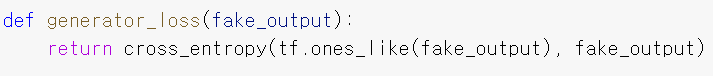 def generator_loss(fake_output):
    return cross_entropy(tf.ones_like(fake_output), fake_output)